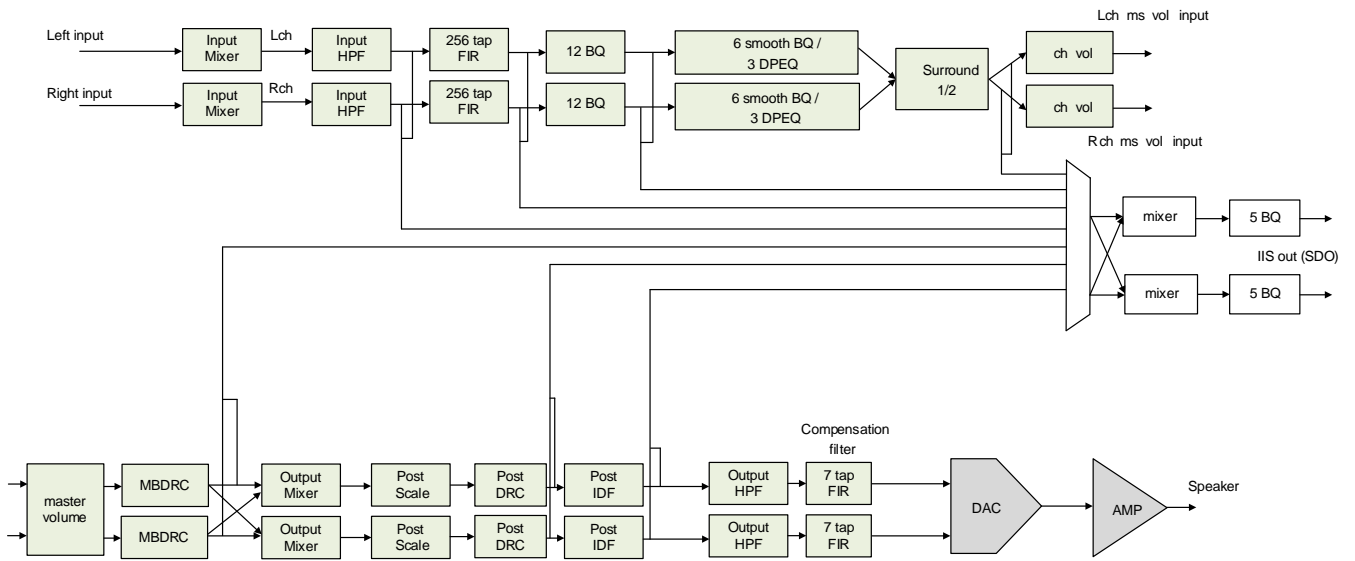 Lch ms vol input
Left input
Input
Mixer
Lch
Input
HPF
256 tap
FIR
12 BQ
6 smooth BQ /
3 DPEQ
Surround
1/2
ch vol
Right input
Input
Mixer
Rch
Input
HPF
256 tap
FIR
12 BQ
6 smooth BQ /
3 DPEQ
ch vol
Rch ms vol input
mixer
5 BQ
IIS out (SDO)
mixer
5 BQ
Compensation
filter
master
volume
MBDRC
Output
Mixer
Post
Scale
Post
DRC
Post
IDF
Output
HPF
7 tap
FIR
DAC
AMP
Speaker
MBDRC
Output
Mixer
Post
Scale
Post
DRC
Post
IDF
Output
HPF
7 tap
FIR